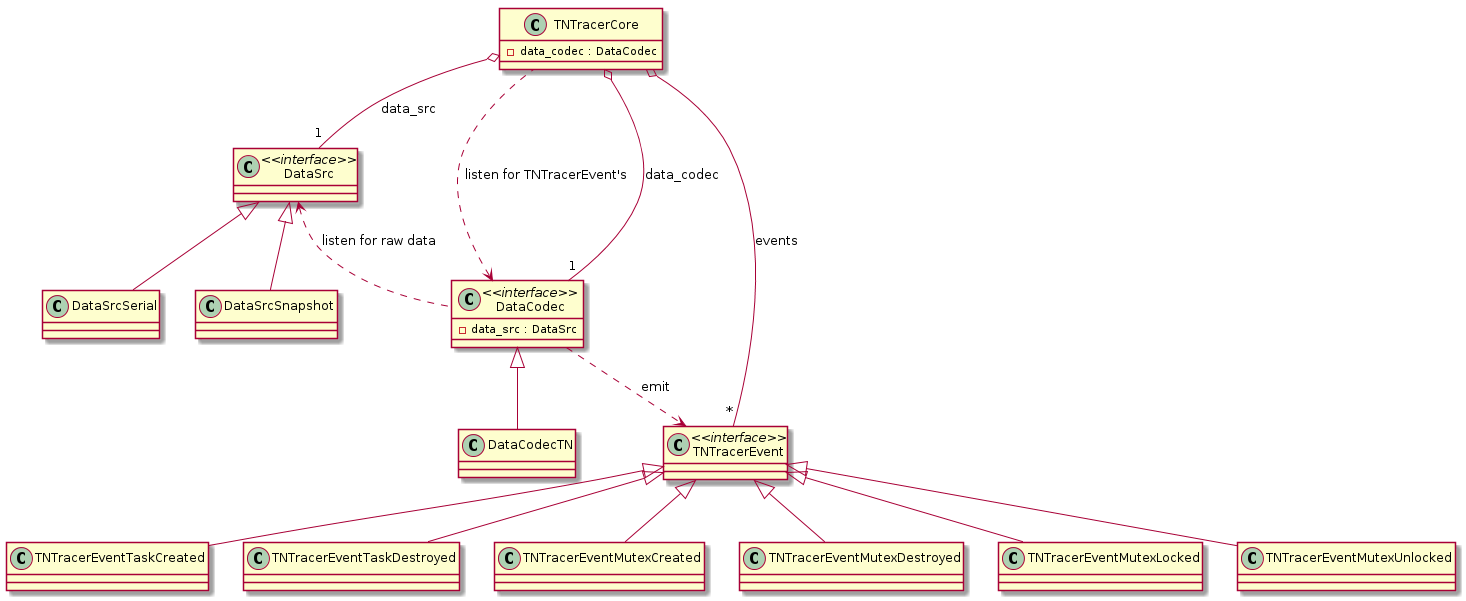 C TNTracerCore
data_codec : DataCodec
data_src
1
C <<interface>>
DataSrc
listen for TNTracerEvent's
data_codec
events
listen for raw data
1
C DataSrcSerial
C DataSrcSnapshot
C <<interface>>
DataCodec
data_src : DataSrc
emit
*
C DataCodecTN
C <<interface>>
TNTracerEvent
C TNTracerEventTaskCreated
C TNTracerEventTaskDestroyed
C TNTracerEventMutexCreated
C TNTracerEventMutexDestroyed
C TNTracerEventMutexLocked
C TNTracerEventMutexUnlocked